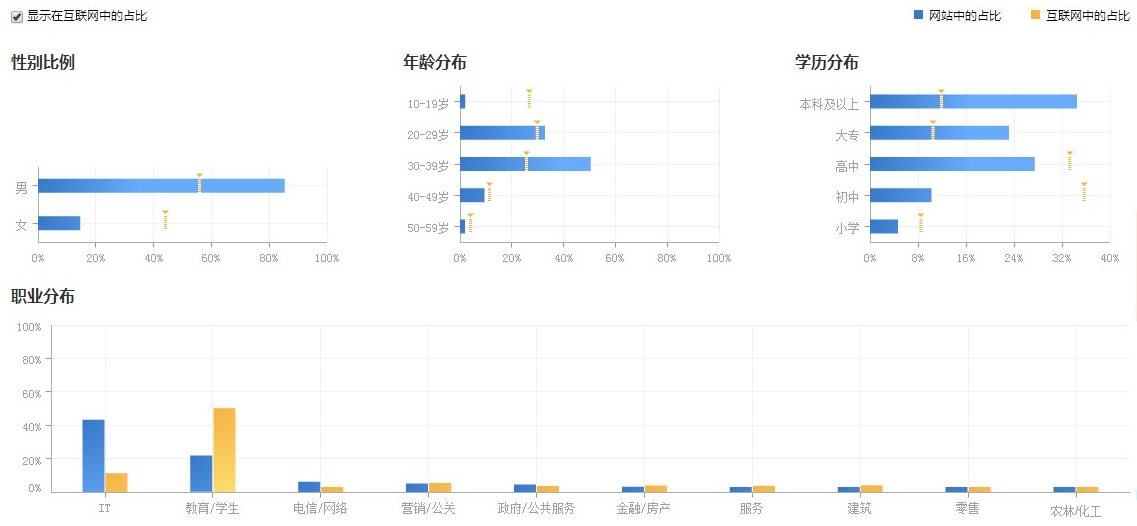 显示在互联网中的占比 网站中的占比 互联网中的占比
性别比例 年龄分布 学历分布
男
女
0% 20% 40% 60% 80% 100%
10-19岁
20-29岁
30-39岁
40-49岁
50-59岁
0% 20% 40% 60% 80% 100%
本科及以上
大专
高中
初中
小学
0% 8% 16% 24% 32% 40%
职业分布
100%
80%
60%
40%
20%
0%
IT 教育/学生 电信/网络 营销/公关 政府/公共服务 金融/房产 服务 建筑 零售 农林/化工